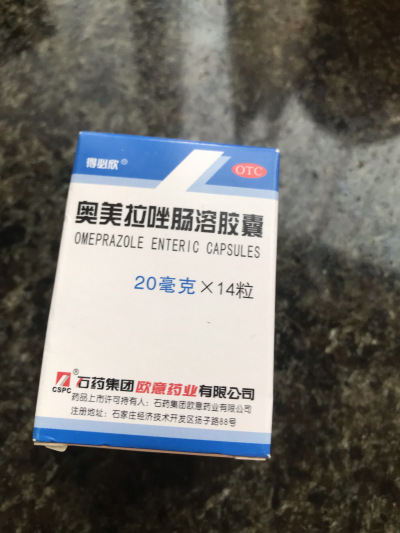 得必欣®
OTC
奥美拉唑肠溶胶囊
OMEPRAZOLE ENTERIC CAPSULES
20毫克×14粒
CSPC® 石药集团欧意药业有限公司
药品上市许可持有人：石药集团欧意药业有限公司
注册地址：石家庄经济技术开发区扬子路88号